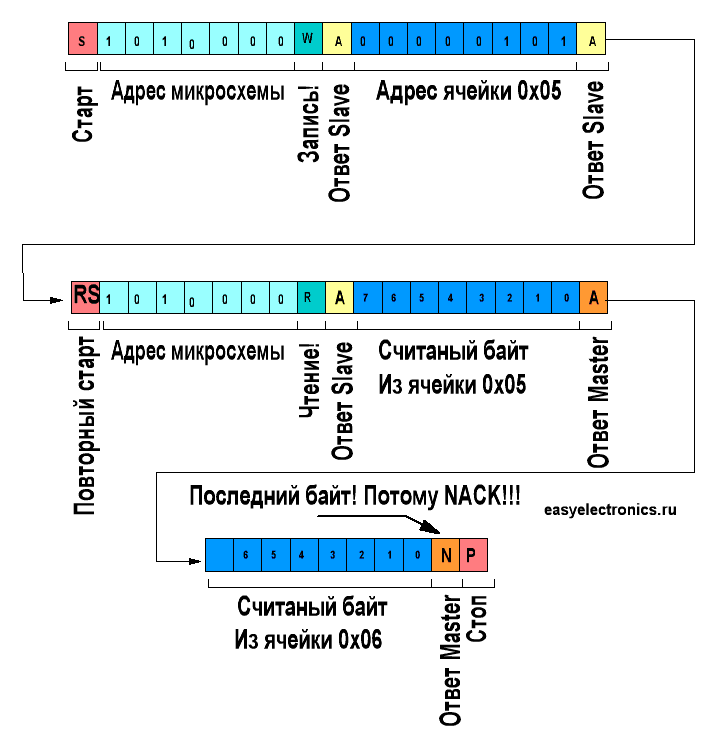 S 1 0 1 0 0 0 0 W A 0 0 0 0 0 1 0 1 A
Старт
Адрес микросхемы
Запись!
Ответ Slave
Адрес ячейки 0x05
Ответ Slave
RS 1 0 1 0 0 0 0 R A 7 6 5 4 3 2 1 0 A
Повторный старт
Адрес микросхемы
Чтение!
Ответ Slave
Считаный байт
Из ячейки 0x05
Ответ Master
Последний байт! Потому NACK!!!
easyelectronics.ru
6 5 4 3 2 1 0 N P
Считаный байт
Из ячейки 0x06
Ответ Master
Стоп